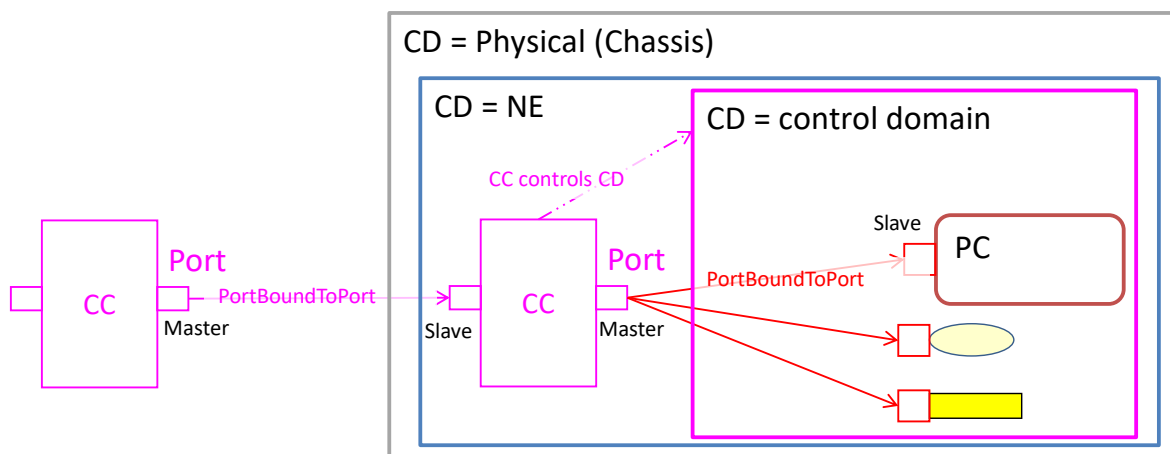 CD = Physical (Chassis)
CD = NE
CD = control domain
CC controls CD
Slave
PC
Port
Port
PortBoundToPort
PortBoundToPort
CC
CC
Master
Slave
Master